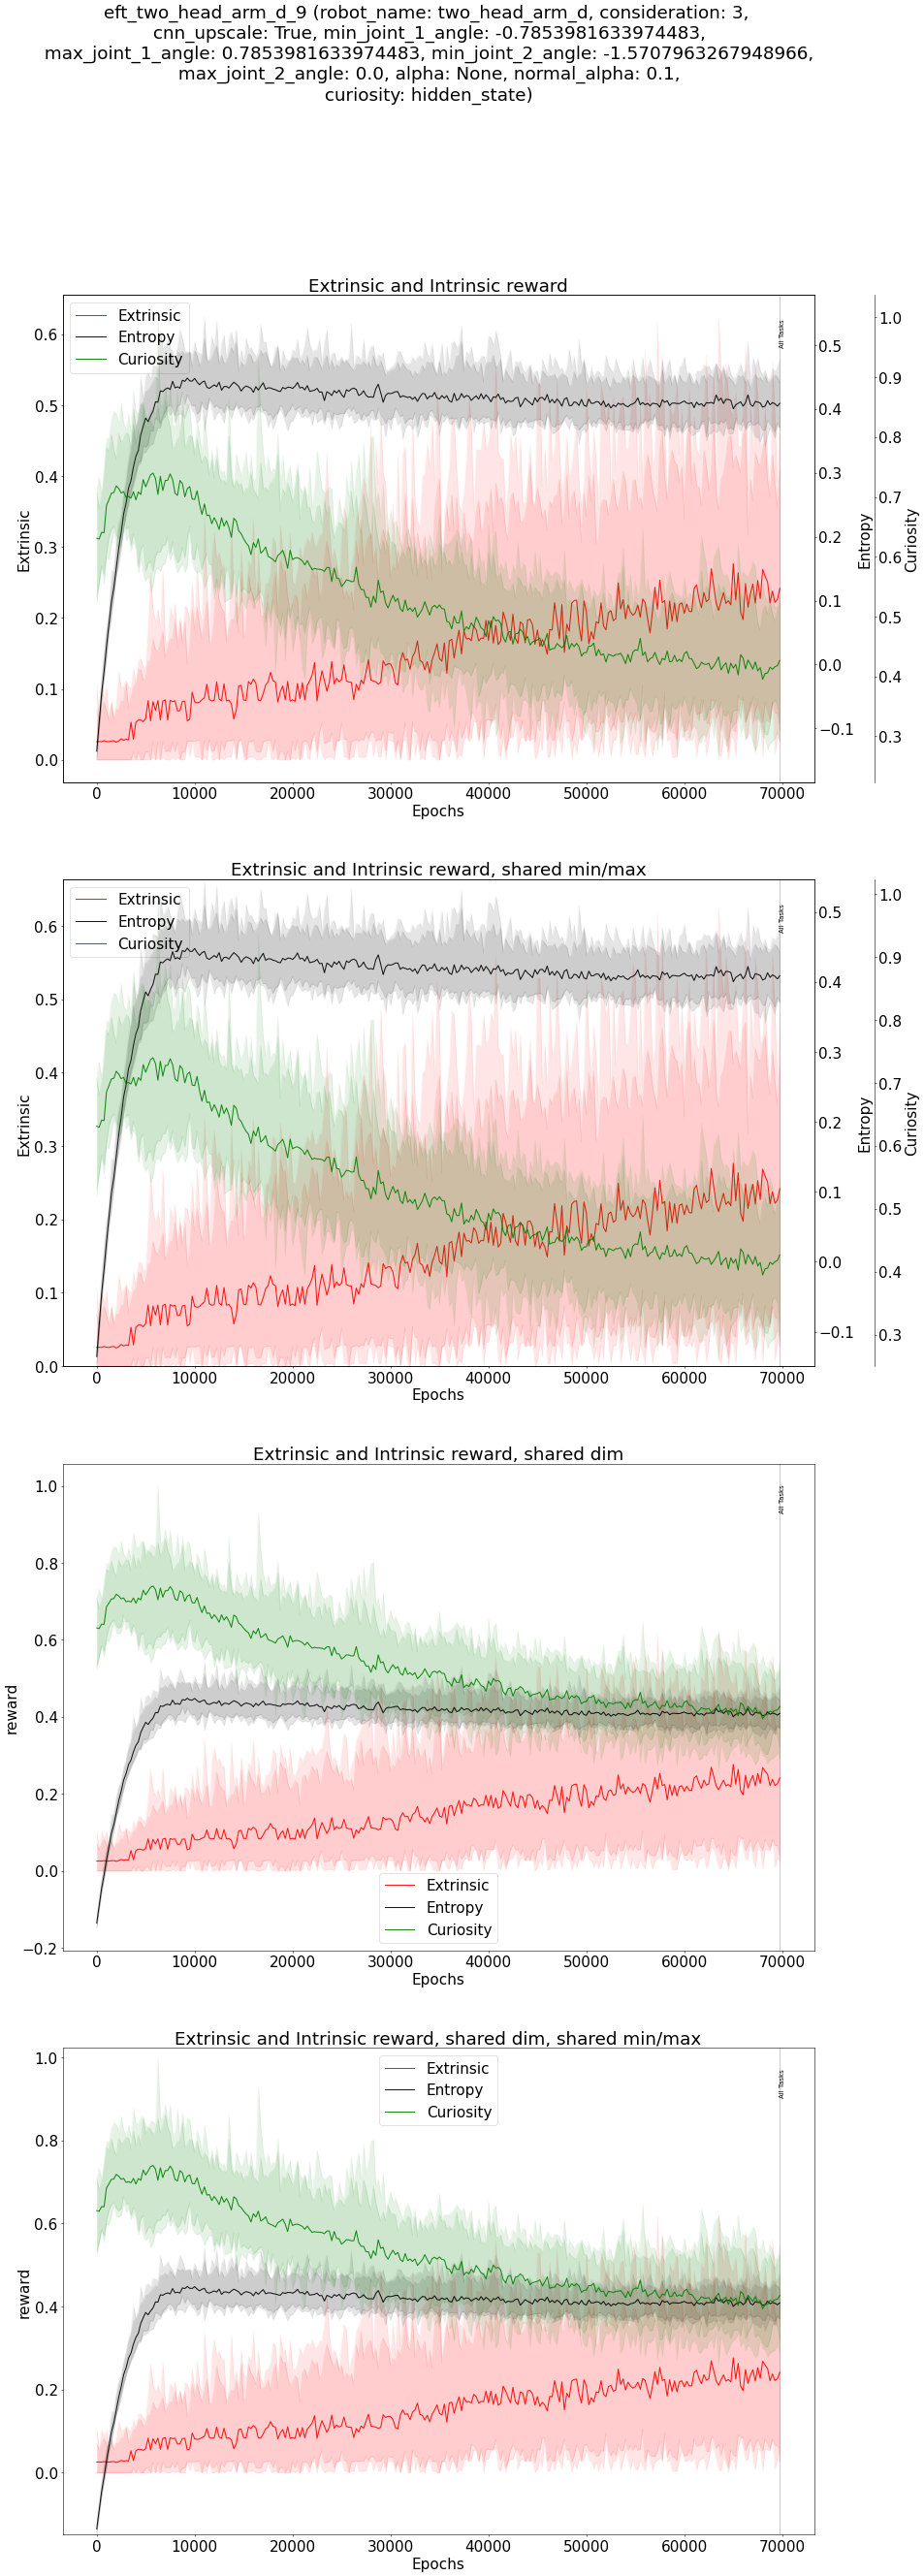 eft_two_head_arm_d_9 (robot_name: two_head_arm_d, consideration: 3,
cnn_upscale: True, min_joint_1_angle: -0.7853981633974483,
max_joint_1_angle: 0.7853981633974483, min_joint_2_angle: -1.5707963267948966,
max_joint_2_angle: 0.0, alpha: None, normal_alpha: 0.1,
curiosity: hidden_state)
Extrinsic and Intrinsic reward
Extrinsic
Entropy
Curiosity
All Tasks
0.6
0.5
0.4
0.3
0.2
0.1
0.0
Extrinsic
0.5
0.4
0.3
0.2
0.1
0.0
−0.1
Entropy
1.0
0.9
0.8
0.7
0.6
0.5
0.4
0.3
Curiosity
0 10000 20000 30000 40000 50000 60000 70000
Epochs
Extrinsic and Intrinsic reward, shared min/max
Extrinsic
Entropy
Curiosity
All Tasks
0.6
0.5
0.4
0.3
0.2
0.1
0.0
Extrinsic
0.5
0.4
0.3
0.2
0.1
0.0
−0.1
Entropy
1.0
0.9
0.8
0.7
0.6
0.5
0.4
0.3
Curiosity
0 10000 20000 30000 40000 50000 60000 70000
Epochs
Extrinsic and Intrinsic reward, shared dim
All Tasks
1.0
0.8
0.6
0.4
0.2
0.0
−0.2
reward
Extrinsic
Entropy
Curiosity
0 10000 20000 30000 40000 50000 60000 70000
Epochs
Extrinsic and Intrinsic reward, shared dim, shared min/max
Extrinsic
Entropy
Curiosity
All Tasks
1.0
0.8
0.6
0.4
0.2
0.0
reward
0 10000 20000 30000 40000 50000 60000 70000
Epochs